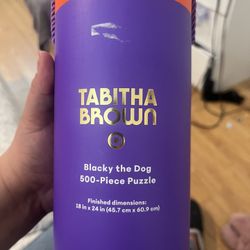 TABITHA
BROWN
Blacky the Dog
500-Piece Puzzle
Finished dimensions:
18 in x 24 in (45.7 cm x 60.9 cm)